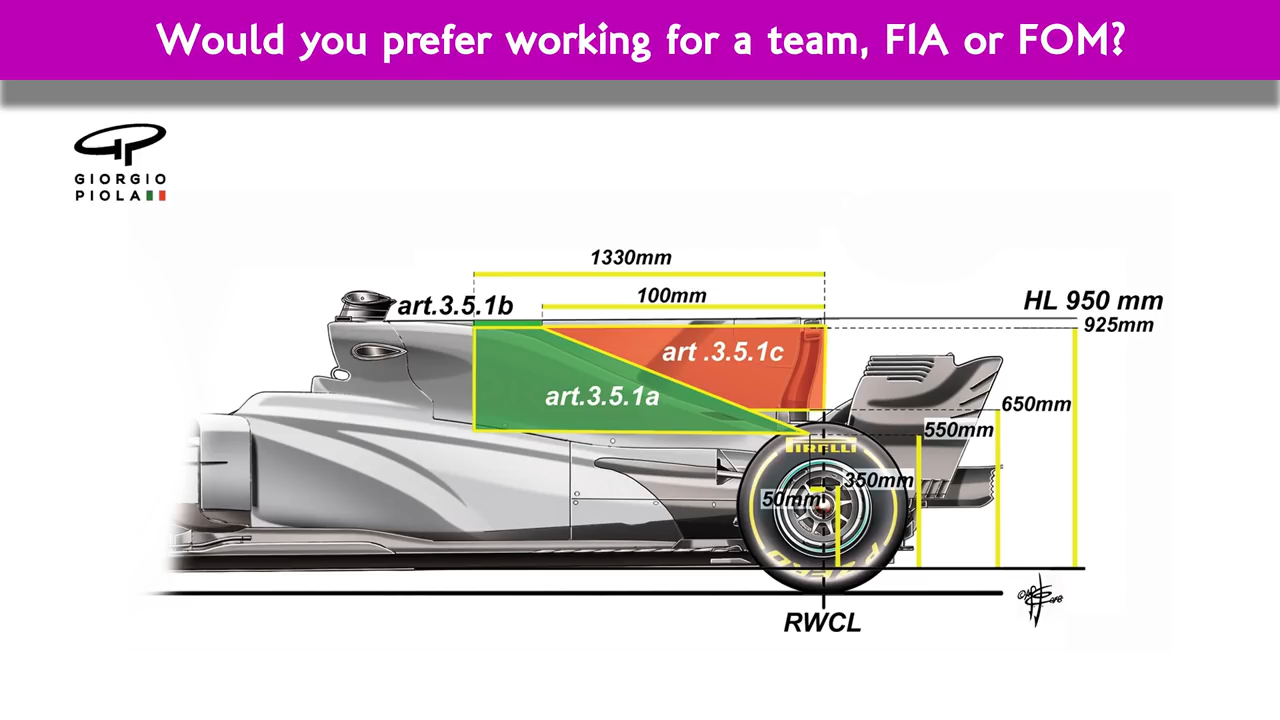 Would you prefer working for a team, FIA or FOM?
GIORGIO
PIOLA
1330mm
100mm
art.3.5.1b
HL 950 mm
925mm
art .3.5.1c
art.3.5.1a
650mm
550mm
PIRELLI
350mm
50mm
P ZERO
RWCL